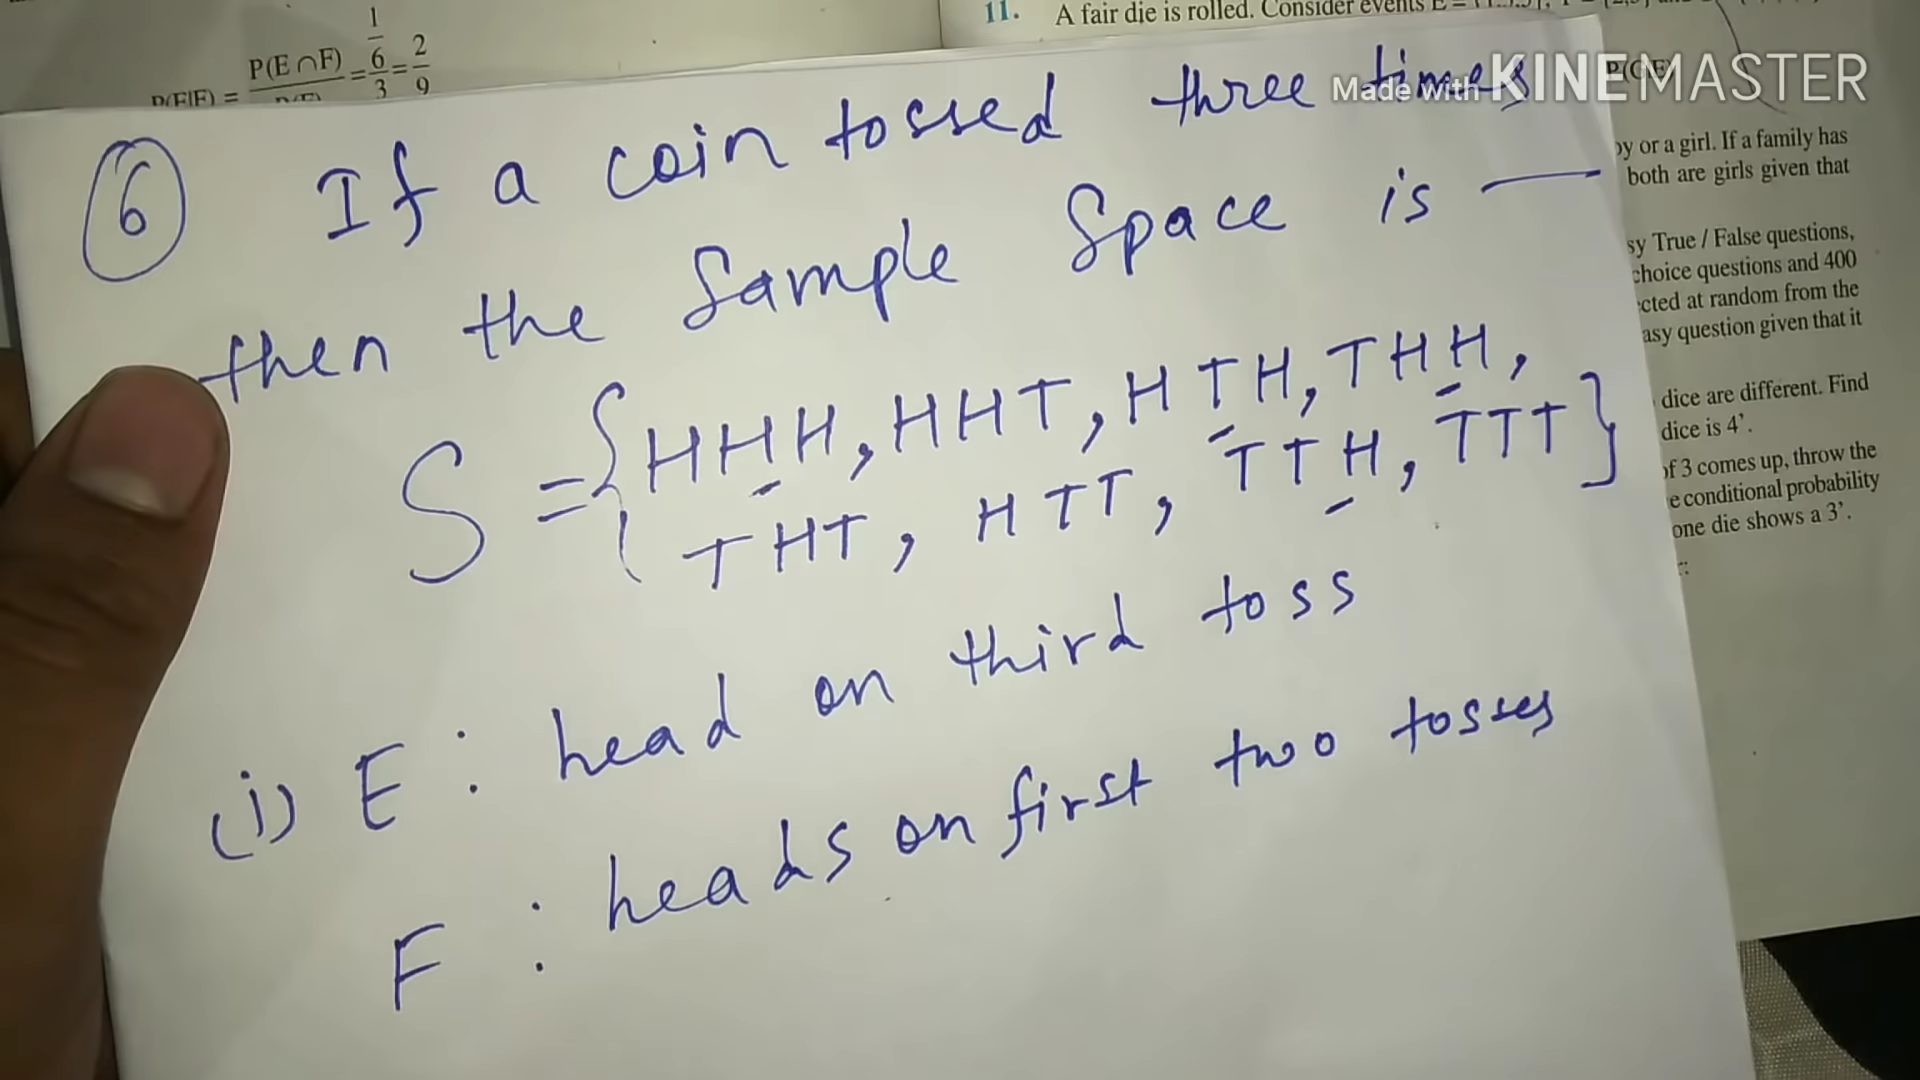 P(E∩F)
P(E|F) = = 1/6/3 = 2/9
11. A fair die is rolled. Consider events E =
Made with KINEMASTER
6 If a coin tossed three times
then the Sample Space is —
S = {HHH, HHT, HTH, THH,
THT, HTT, TTH, TTT}
(i) E : head on third toss
F : heads on first two tosses
or a girl. If a family has
both are girls given that
True / False questions,
choice questions and 400
at random from the
question given that it
dice are different. Find
dice is 4'.
of 3 comes up, throw the
conditional probability
one die shows a 3'.